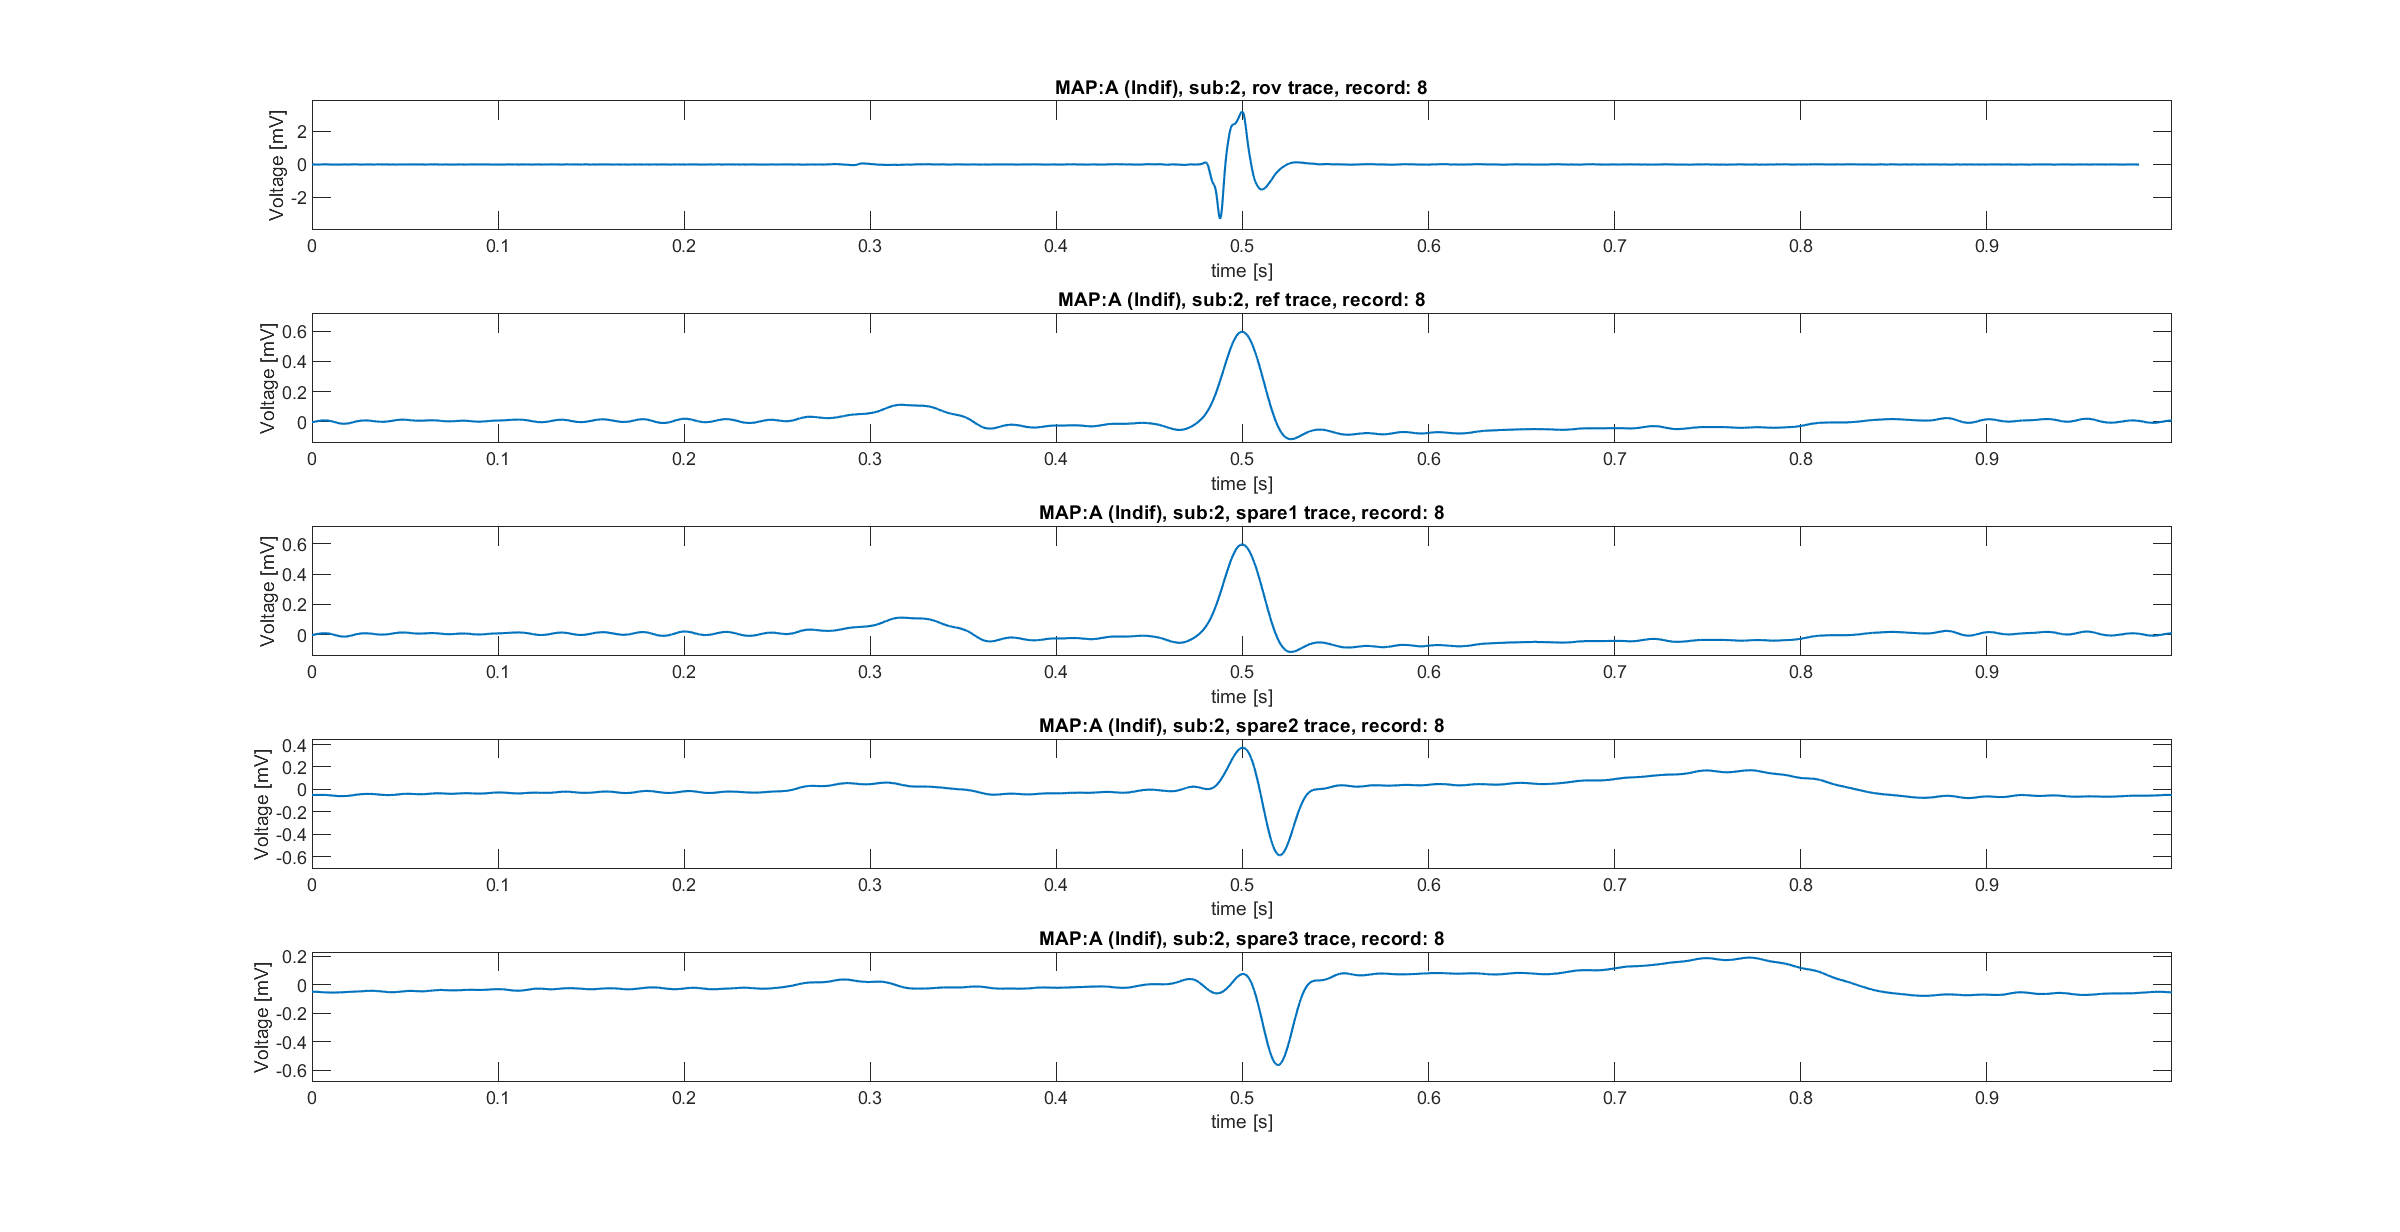 MAP:A (Indif), sub:2, rov trace, record: 8
Voltage [mV]
2
0
-2
0 0.1 0.2 0.3 0.4 0.5 0.6 0.7 0.8 0.9
time [s]
MAP:A (Indif), sub:2, ref trace, record: 8
Voltage [mV]
0.6
0.4
0.2
0
0 0.1 0.2 0.3 0.4 0.5 0.6 0.7 0.8 0.9
time [s]
MAP:A (Indif), sub:2, spare1 trace, record: 8
Voltage [mV]
0.6
0.4
0.2
0
0 0.1 0.2 0.3 0.4 0.5 0.6 0.7 0.8 0.9
time [s]
MAP:A (Indif), sub:2, spare2 trace, record: 8
Voltage [mV]
0.4
0.2
0
-0.2
-0.4
-0.6
0 0.1 0.2 0.3 0.4 0.5 0.6 0.7 0.8 0.9
time [s]
MAP:A (Indif), sub:2, spare3 trace, record: 8
Voltage [mV]
0.2
0
-0.2
-0.4
-0.6
0 0.1 0.2 0.3 0.4 0.5 0.6 0.7 0.8 0.9
time [s]